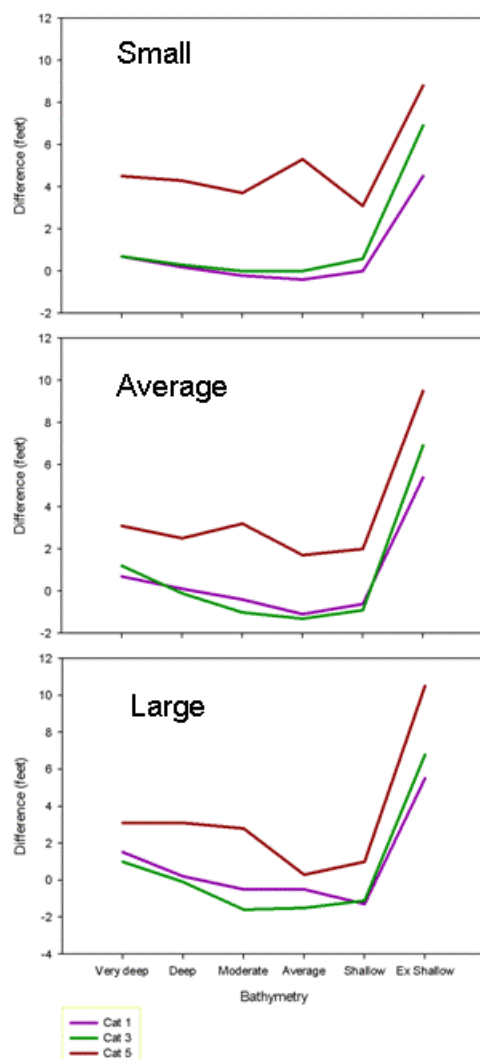 12
Small
10
8
6
4
2
0
-2
Difference (feet)
12
Average
10
8
6
4
2
0
-2
Difference (feet)
12
Large
10
8
6
4
2
0
-2
-4
Difference (feet)
Very deep Deep Moderate Average Shallow Ex Shallow
Bathymetry
Cat 1
Cat 3
Cat 5